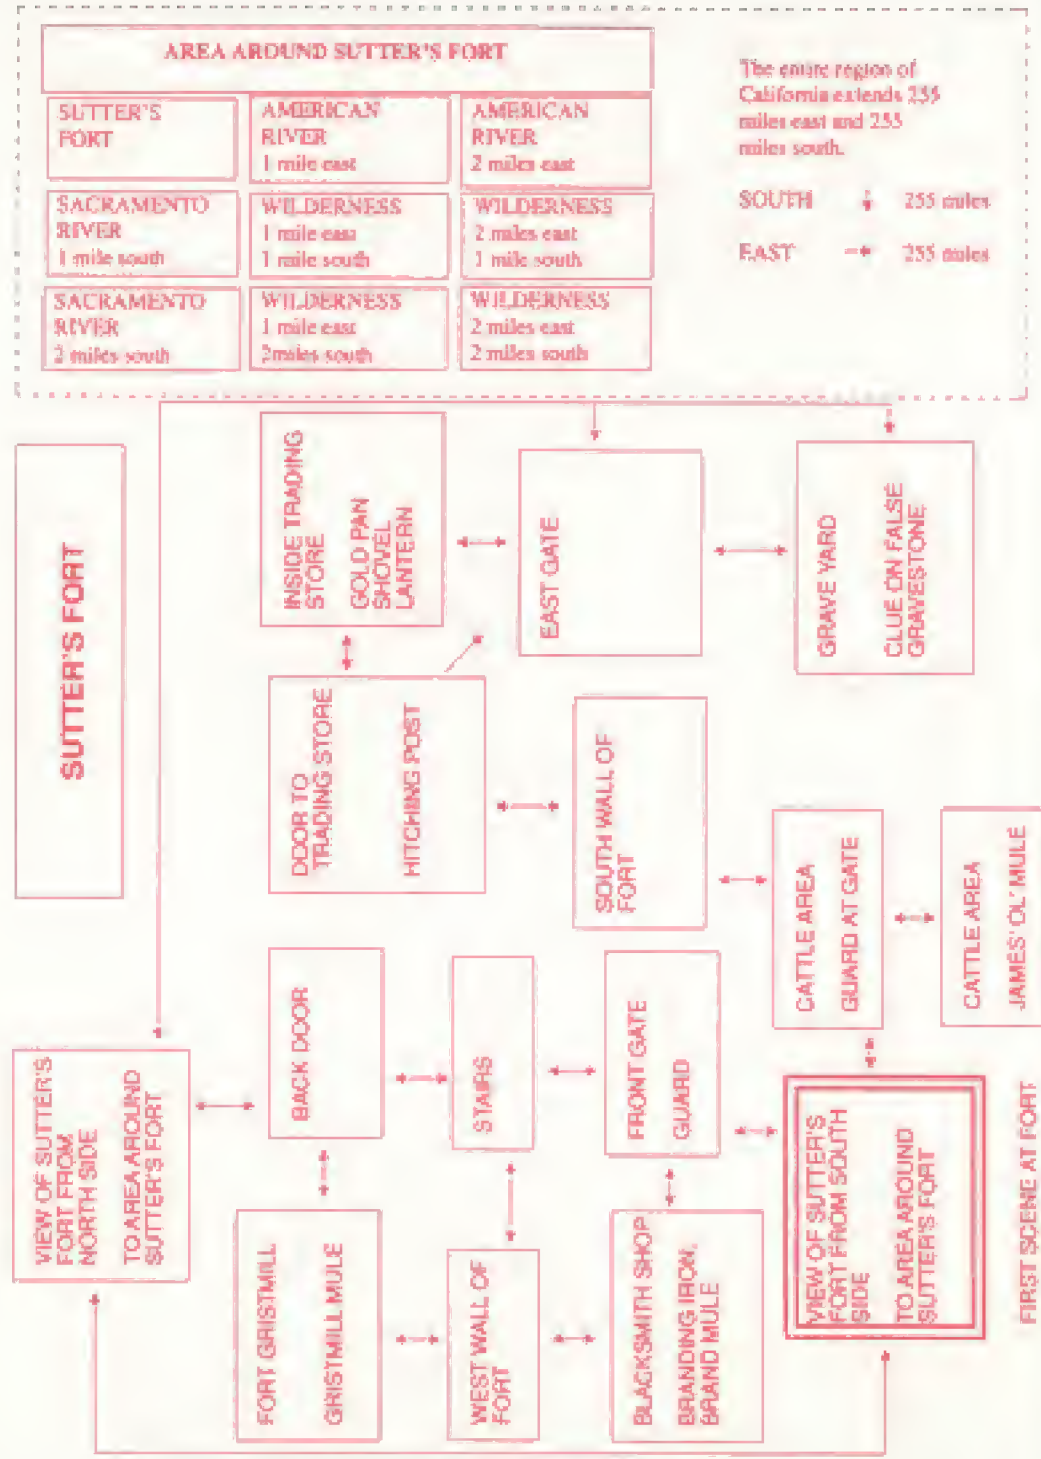 AREA AROUND SUTTER'S FORT
SUTTER'S
FORT
AMERICAN
RIVER
1 mile east
AMERICAN
RIVER
2 miles east
SACRAMENTO
RIVER
1 mile south
WILDERNESS
1 mile east
1 mile south
WILDERNESS
2 miles east
1 mile south
SACRAMENTO
RIVER
2 miles south
WILDERNESS
1 mile east
2miles south
WILDERNESS
2 miles east
2 miles south
The entire region of
California extends 255
miles east and 255
miles south.
SOUTH 255 miles
EAST 255 miles
SUTTER'S FORT
VIEW OF SUTTER'S
FORT FROM
NORTH SIDE
TO AREA AROUND
SUTTER'S FORT
BACK DOOR
DOOR TO
TRADING STORE
HITCHING POST
INSIDE TRADING
STORE
GOLD PAN
SHOVEL
LANTERN
FORT GRISTMILL
GRISTMILL MULE
STAIRS
EAST GATE
WEST WALL OF
FORT
FRONT GATE
GUARD
SOUTH WALL OF
FORT
GRAVE YARD
CLUE ON FALSE
GRAVESTONE
BLACKSMITH SHOP
BRANDING IRON,
BRAND MULE
CATTLE AREA
GUARD AT GATE
VIEW OF SUTTER'S
FORT FROM SOUTH
SIDE
TO AREA AROUND
SUTTER'S FORT
CATTLE AREA
JAMES' OL' MULE
FIRST SCENE AT FORT